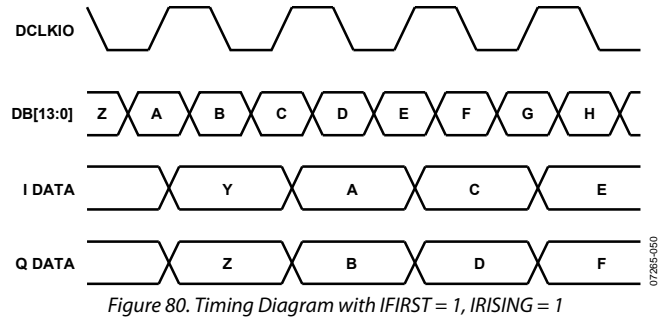 DCLKIO
DB[13:0] Z A B C D E F G H
I DATA Y A C E
Q DATA Z B D F
07265-050
Figure 80. Timing Diagram with IFIRST = 1, IRISING = 1